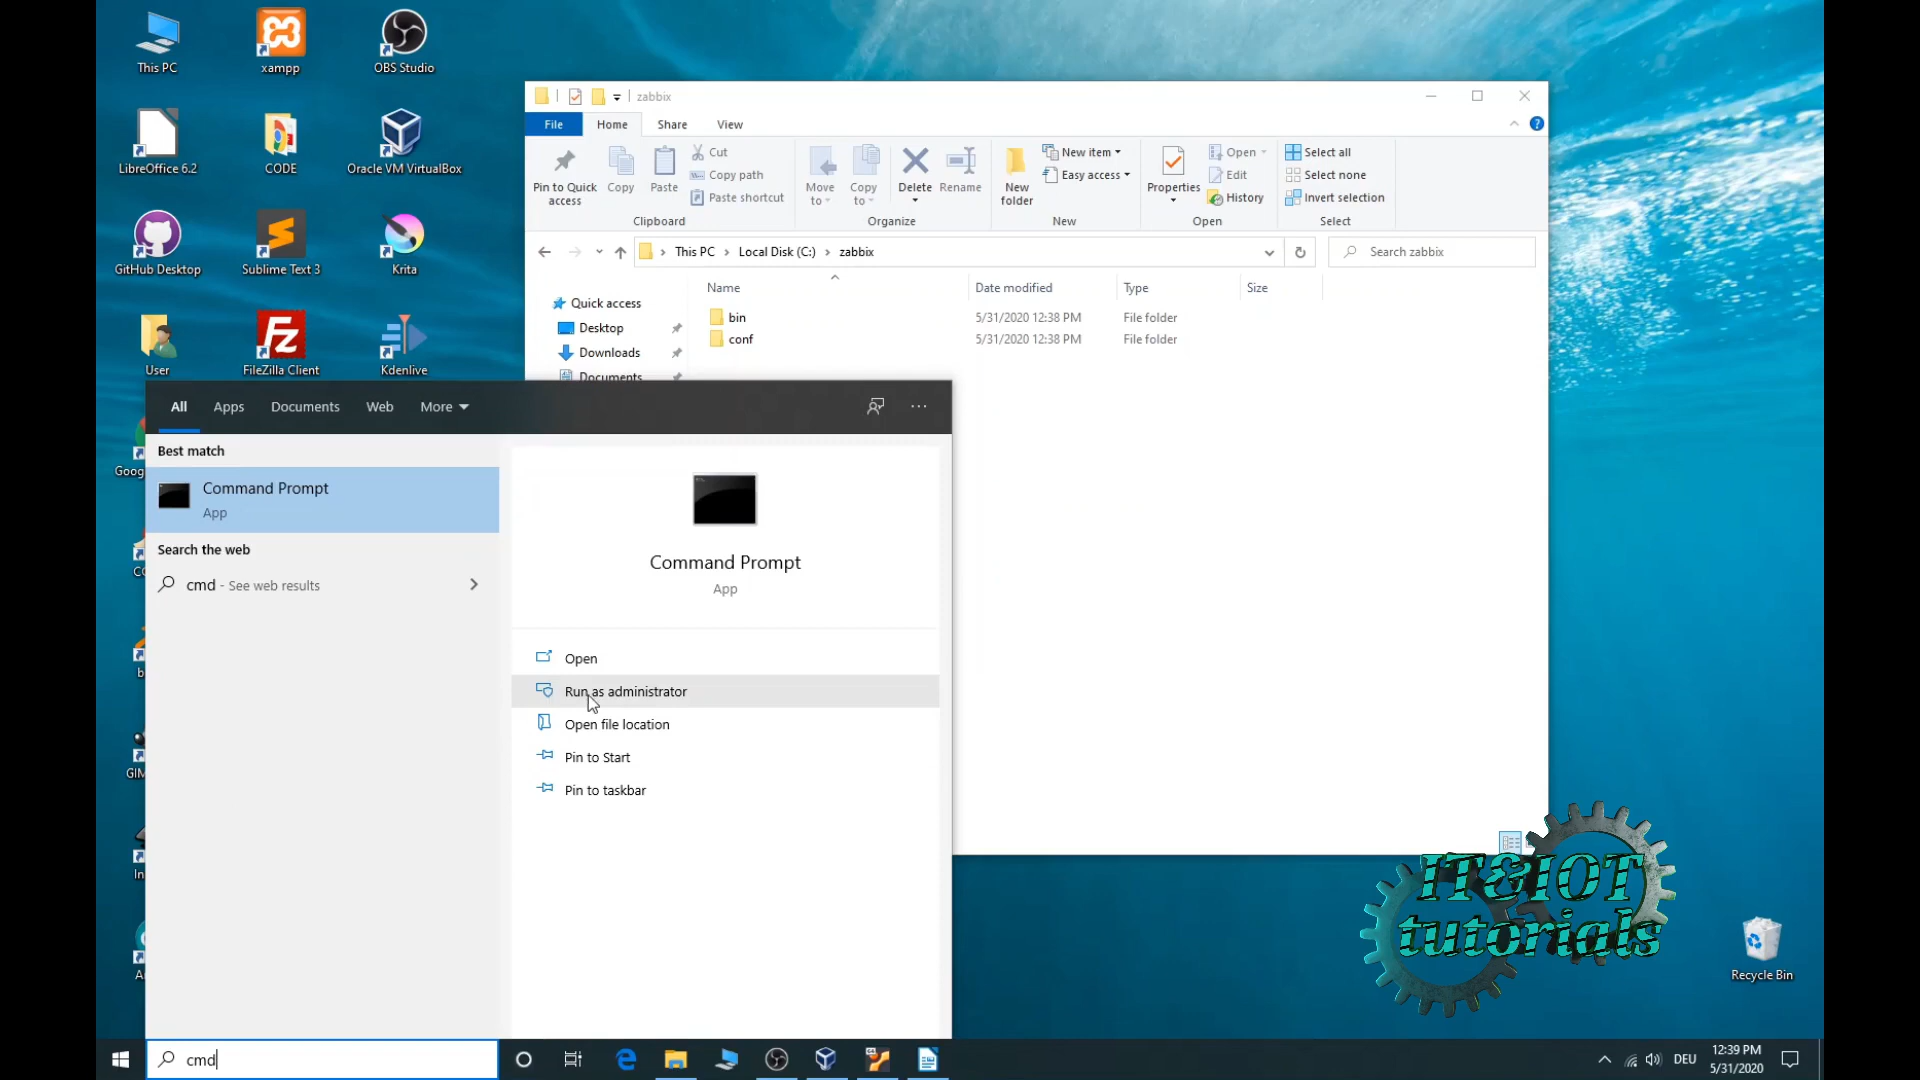 This PC
xampp
OBS Studio
LibreOffice 6.2
CODE
Oracle VM VirtualBox
GitHub Desktop
Sublime Text 3
Krita
User
FileZilla Client
Kdenlive
Goog
CO
b
GIM
In
A
zabbix
File
Home
Share
View
Pin to Quick access
Copy
Paste
Cut
Copy path
Paste shortcut
Clipboard
Move to
Copy to
Delete
Rename
Organize
New folder
New item
Easy access
New
Properties
Open
Edit
History
Open
Select all
Select none
Invert selection
Select
This PC
Local Disk (C:)
zabbix
Search zabbix
Name
Date modified
Type
Size
Quick access
Desktop
Downloads
Documents
bin 5/31/2020 12:38 PM File folder
conf 5/31/2020 12:38 PM File folder
All
Apps
Documents
Web
More
Best match
Command Prompt
App
Search the web
cmd - See web results
Command Prompt
App
Open
Run as administrator
Open file location
Pin to Start
Pin to taskbar
IT&IOT
tutorials
Recycle Bin
cmd
DEU
12:39 PM
5/31/2020